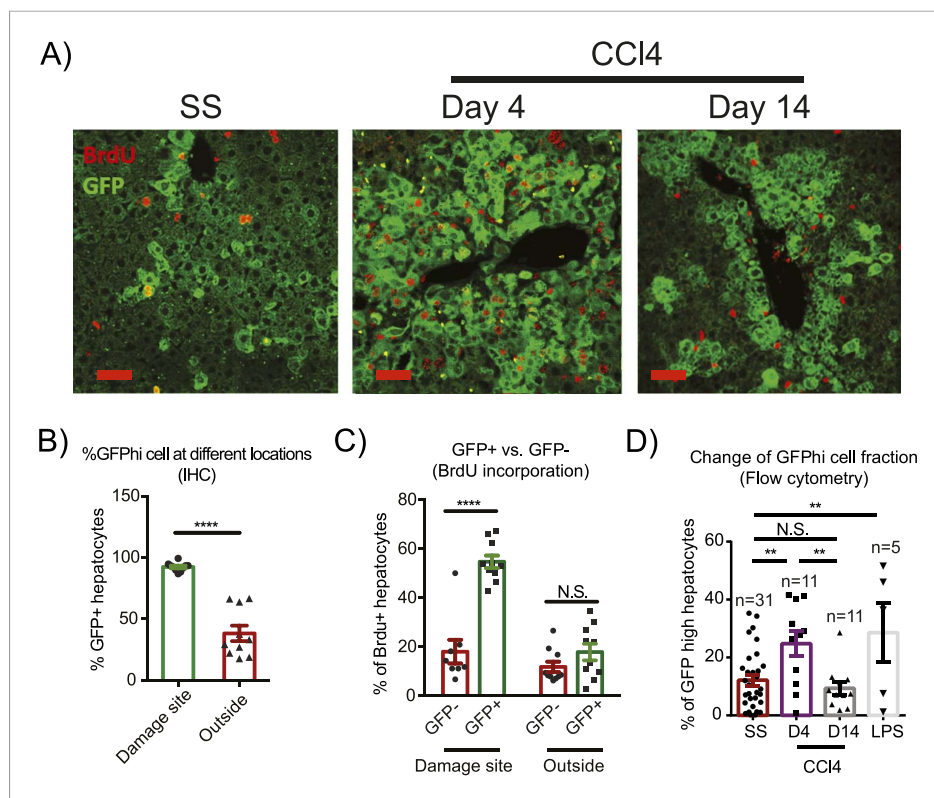 A)
CCl4
SS
Day 4
Day 14
BrdU
GFP
B)
%GFPhi cell at different locations
(IHC)
% GFP+ hepatocytes
150
100
50
0
****
Damage site
Outside
C)
GFP+ vs. GFP-
(BrdU incorporation)
% of Brdu+ hepatocytes
80
60
40
20
0
****
N.S.
GFP-
GFP+
GFP-
GFP+
Damage site
Outside
D)
Change of GFPhi cell fraction
(Flow cytometry)
% of GFP high hepatocytes
80
60
40
20
0
**
N.S.
**
**
n=31
n=11
n=11
n=5
SS
D4
D14
LPS
CCl4